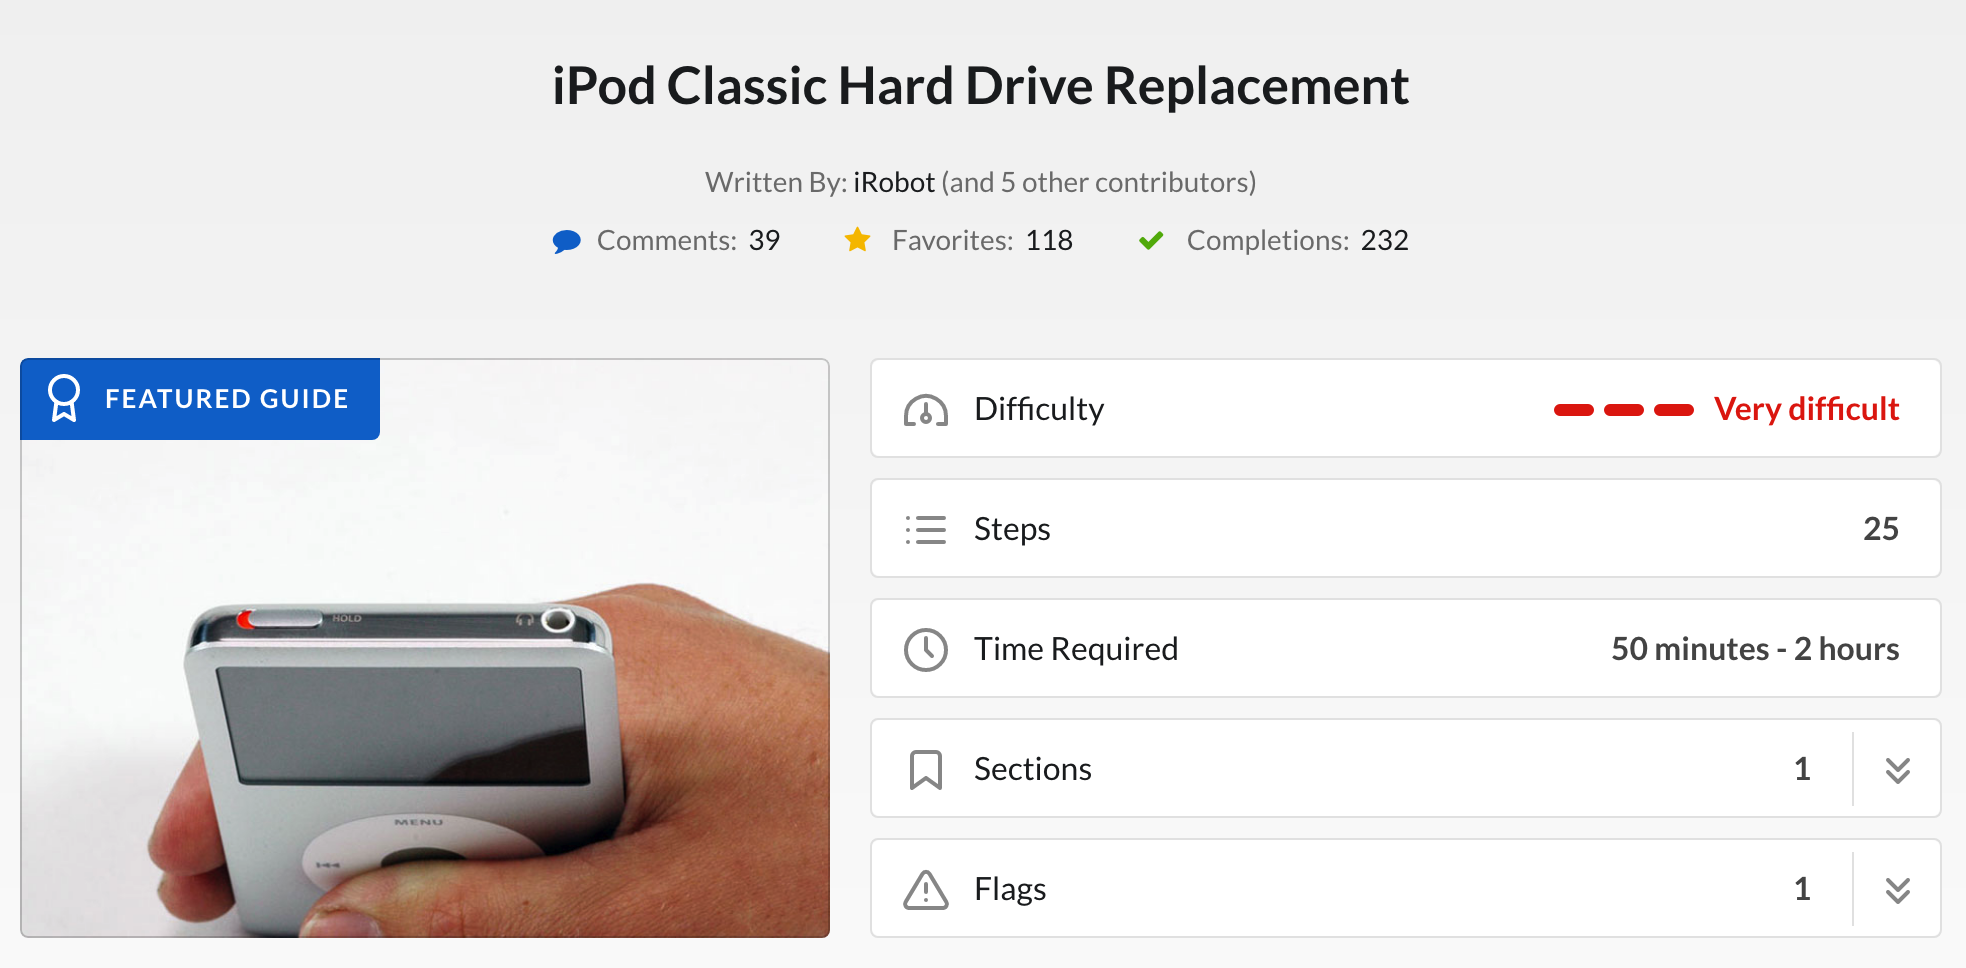 iPod Classic Hard Drive Replacement
Written By: iRobot (and 5 other contributors)
Comments: 39 Favorites: 118 Completions: 232
FEATURED GUIDE
HOLD
MENU
Difficulty Very difficult
Steps 25
Time Required 50 minutes - 2 hours
Sections 1
Flags 1